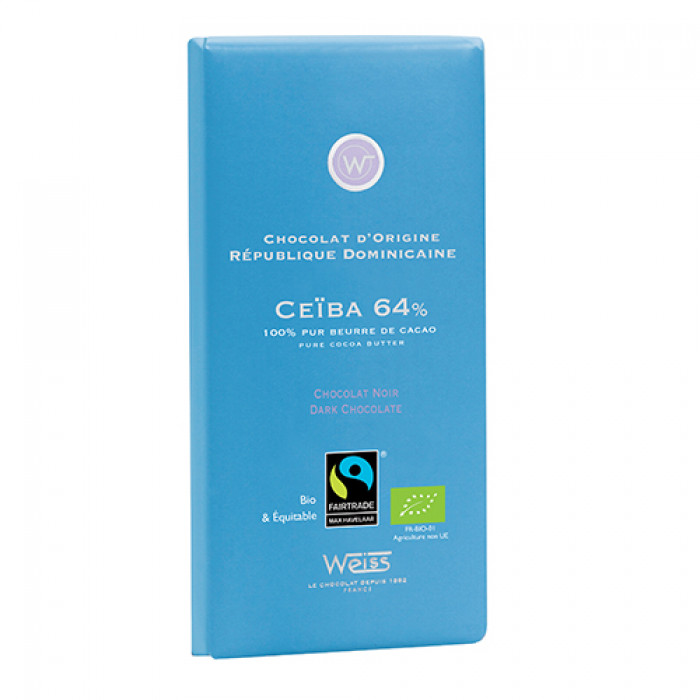 W
CHOCOLAT D'ORIGINE
RÉPUBLIQUE DOMINICAINE
CEÏBA 64%
100% PUR BEURRE DE CACAO
PURE COCOA BUTTER
CHOCOLAT NOIR
DARK CHOCOLATE
Bio
& Équitable
®
FAIRTRADE
MAX HAVELAAR
FR-BIO-01
Agriculture non UE
Weiss
LE CHOCOLAT DEPUIS 1882
FRANCE